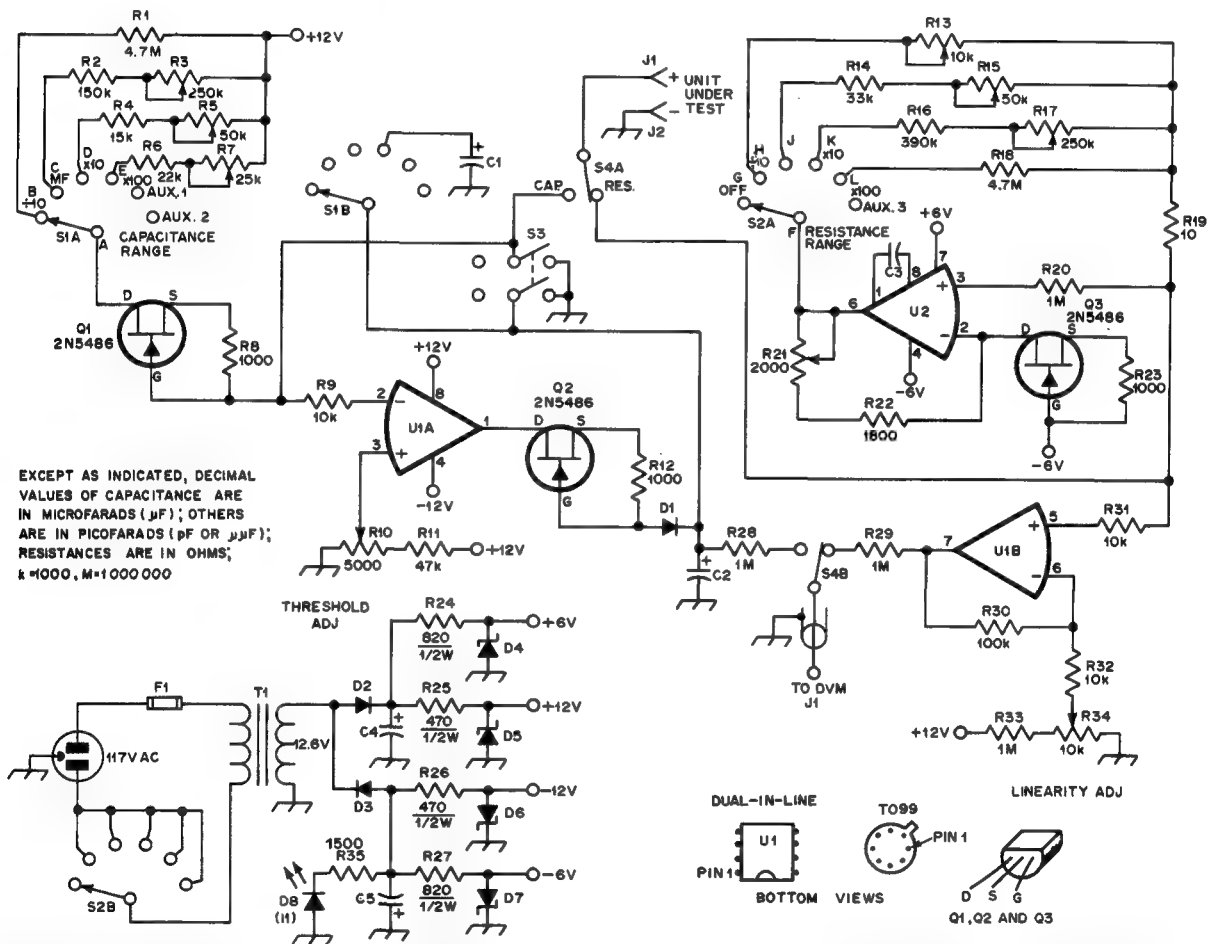 R1
4.7M
+12V
R2
150k
R3
250k
R4
15k
R5
50k
R6
22k
R7
25k
B
÷10
C
MF
D
x10
E
x100
AUX. 1
AUX. 2
S1A
A
CAPACITANCE
RANGE
D
S
G
Q1
2N5486
R8
1000
S1B
+
C1
S3
CAP.
S4A
RES.
J1
+
UNIT
UNDER
TEST
-
J2
R13
10k
R14
33k
R15
50k
J
R16
390k
R17
250k
K
x10
R18
4.7M
H
÷10
G
OFF
L
x100
AUX. 3
S2A
F
RESISTANCE
RANGE
R19
10
+6V
7
C3
1
8
3
+
U2
6
2
-
4
-6V
R20
1M
Q3
2N5486
D
S
G
R23
1000
-6V
R21
2000
R22
1800
R9
10k
+12V
2
-
8
U1A
1
3
+
4
-12V
Q2
2N5486
D
S
G
R12
1000
D1
R10
5000
R11
47k
+12V
THRESHOLD
ADJ
EXCEPT AS INDICATED, DECIMAL
VALUES OF CAPACITANCE ARE
IN MICROFARADS (µF); OTHERS
ARE IN PICOFARADS (pF OR µµF);
RESISTANCES ARE IN OHMS;
k=1000, M=1000000
+
C2
R28
1M
S4B
R29
1M
TO DVM
J1
7
U1B
+
5
-
6
R31
10k
R30
100k
R32
10k
+12V
R33
1M
R34
10k
LINEARITY ADJ
F1
117V AC
T1
12.6V
S2B
D2
R24
820
1/2W
+6V
D4
C4
+
R25
470
1/2W
+12V
D5
D3
R26
470
1/2W
-12V
D6
1500
R35
D8
(I1)
C5
+
R27
820
1/2W
-6V
D7
DUAL-IN-LINE
U1
PIN 1
TO99
PIN 1
BOTTOM VIEWS
D
S
G
Q1, Q2 AND Q3